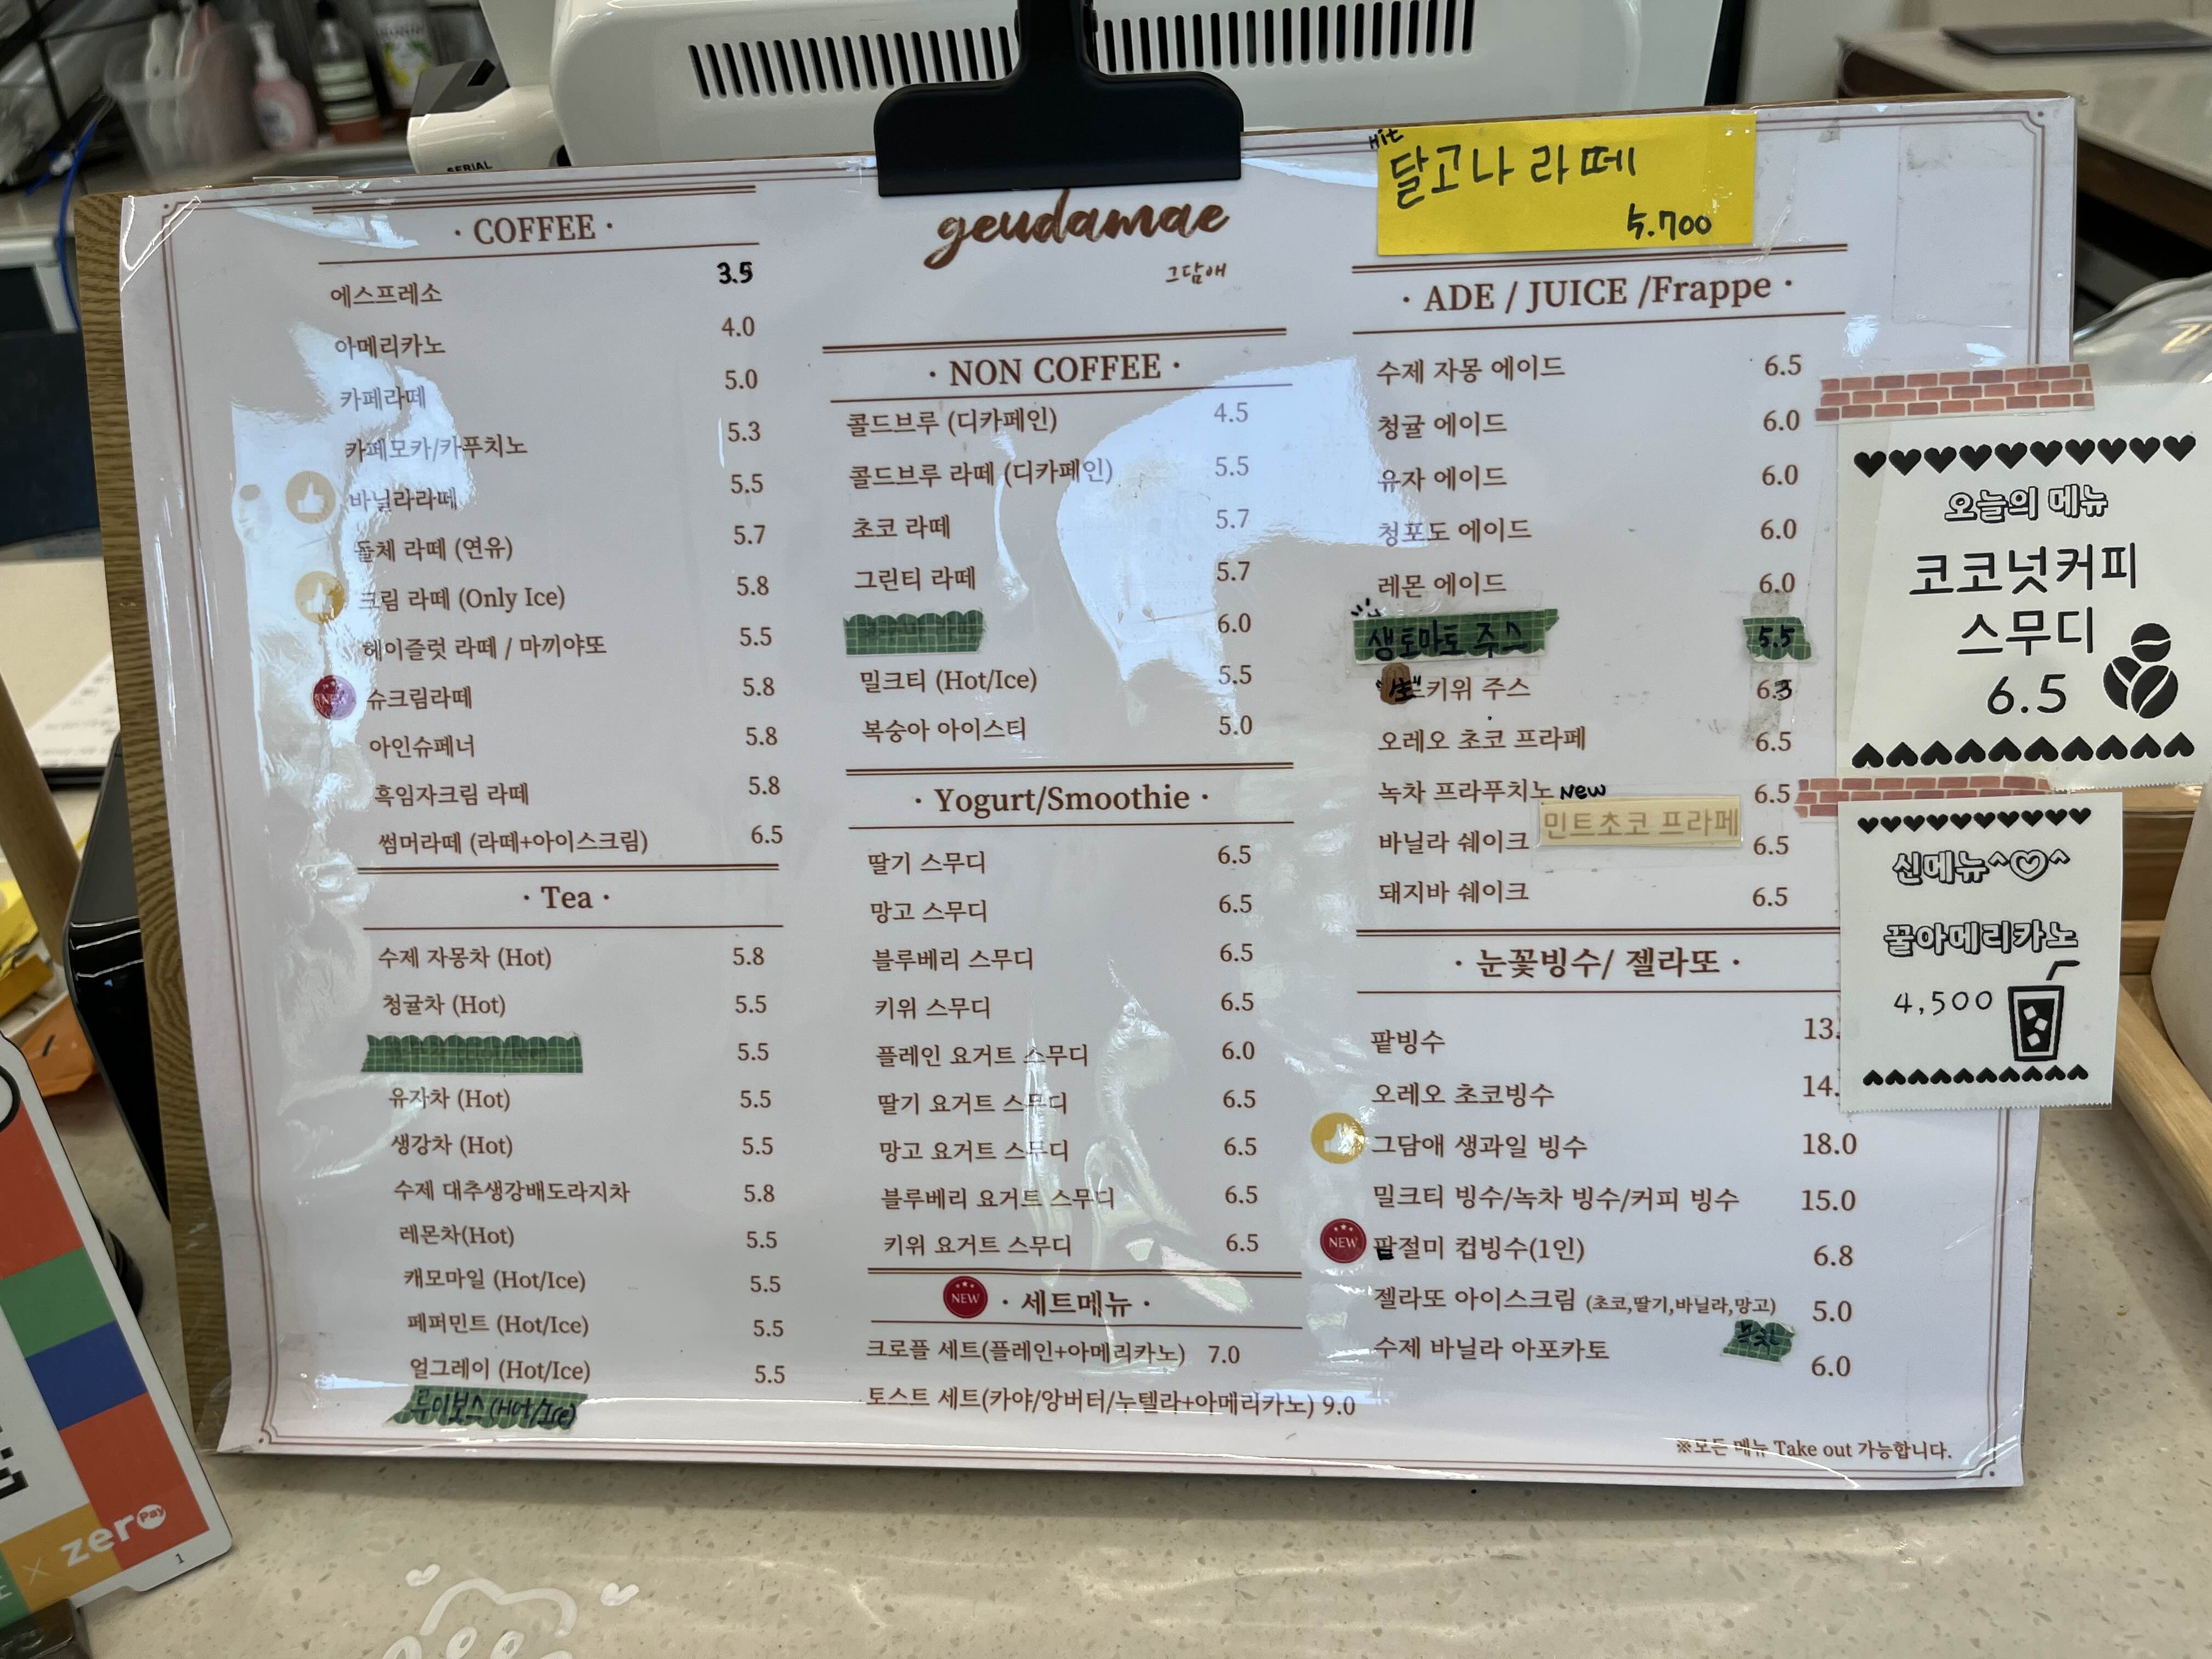 AERIAL
· COFFEE ·
에스프레소 3.5
아메리카노 4.0
카페라떼 5.0
카페모카/카푸치노 5.3
바닐라라떼 5.5
돌체 라떼 (연유) 5.7
크림 라떼 (Only Ice) 5.8
헤이즐럿 라떼 / 마끼야또 5.5
NEW 슈크림라떼 5.8
아인슈페너 5.8
흑임자크림 라떼 5.8
썸머라떼 (라떼+아이스크림) 6.5
· Tea ·
수제 자몽차 (Hot) 5.8
청귤차 (Hot) 5.5
5.5
유자차 (Hot) 5.5
생강차 (Hot) 5.5
수제 대추생강배도라지차 5.8
레몬차(Hot) 5.5
캐모마일 (Hot/Ice) 5.5
페퍼민트 (Hot/Ice) 5.5
얼그레이 (Hot/Ice) 5.5
루이보스 (Hot/Ice)
geudamae
그담애
· NON COFFEE ·
콜드브루 (디카페인) 4.5
콜드브루 라떼 (디카페인) 5.5
초코 라떼 5.7
그린티 라떼 5.7
6.0
밀크티 (Hot/Ice) 5.5
복숭아 아이스티 5.0
· Yogurt/Smoothie ·
딸기 스무디 6.5
망고 스무디 6.5
블루베리 스무디 6.5
키위 스무디 6.5
플레인 요거트 스무디 6.0
딸기 요거트 스무디 6.5
망고 요거트 스무디 6.5
블루베리 요거트 스무디 6.5
키위 요거트 스무디 6.5
NEW · 세트메뉴 ·
크로플 세트(플레인+아메리카노) 7.0
토스트 세트(카야/앙버터/누텔라+아메리카노) 9.0
Hit
달고나 라떼
5.700
· ADE / JUICE /Frappe ·
수제 자몽 에이드 6.5
청귤 에이드 6.0
유자 에이드 6.0
청포도 에이드 6.0
레몬 에이드 6.0
생토마토 주스 5.5
"生" 키위 주스 6.3
오레오 초코 프라페 6.5
녹차 프라푸치노 New 6.5
민트초코 프라페
바닐라 쉐이크 6.5
돼지바 쉐이크 6.5
· 눈꽃빙수/ 젤라또 ·
팥빙수 13.
오레오 초코빙수 14.
그담애 생과일 빙수 18.0
밀크티 빙수/녹차 빙수/커피 빙수 15.0
NEW 팥절미 컵빙수(1인) 6.8
젤라또 아이스크림 (초코,딸기,바닐라,망고) 5.0
녹차
수제 바닐라 아포카토 6.0
※모든 메뉴 Take out 가능합니다.
오늘의 메뉴
코코넛커피
스무디
6.5
신메뉴^♡^
꿀아메리카노
4,500
× zero Pay
1